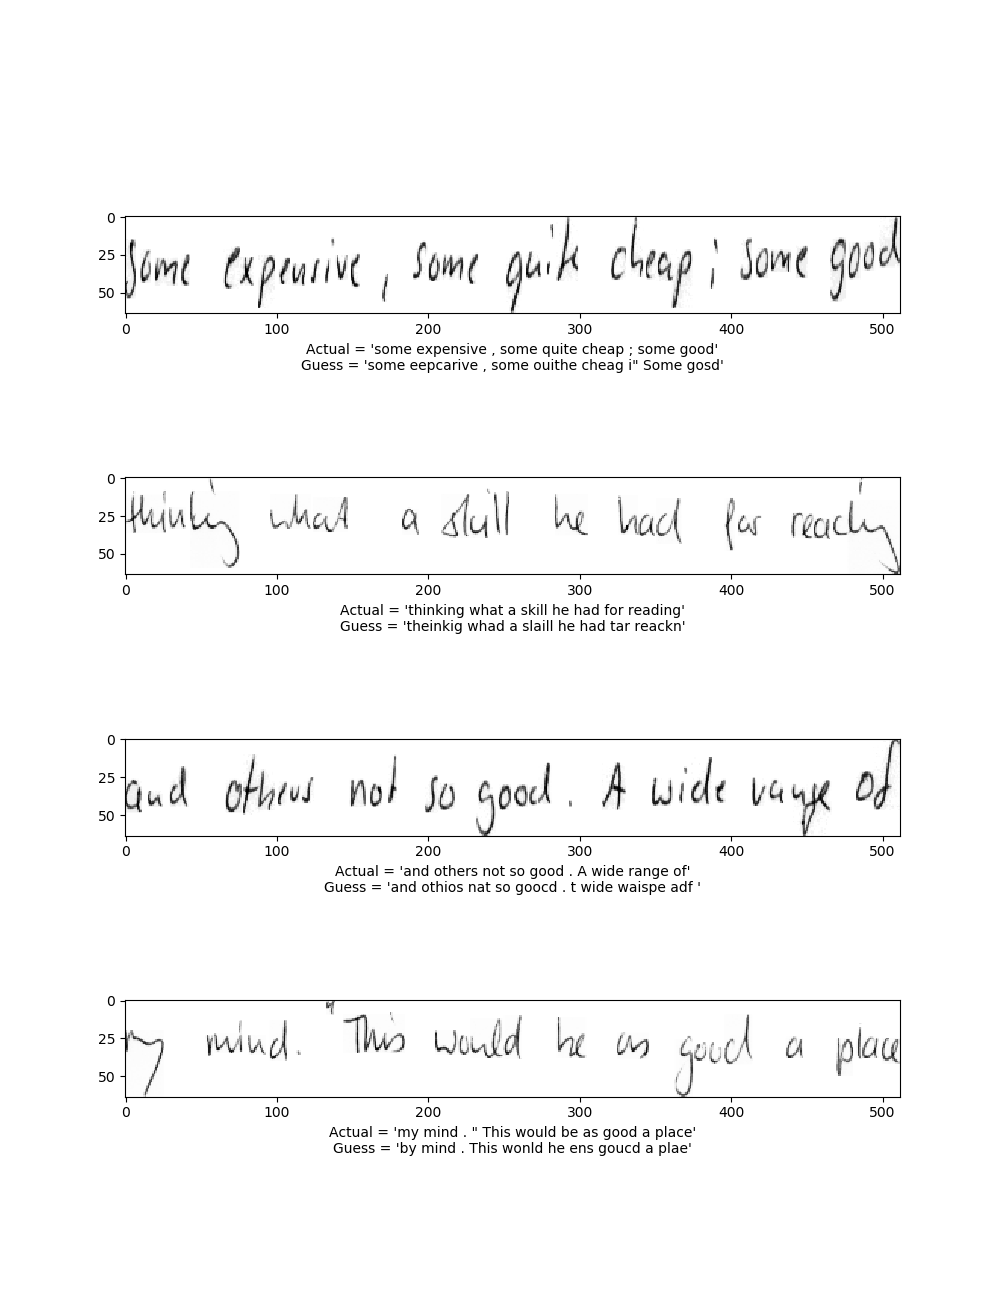 0
25
50
some expensive , some quite cheap ; some good
0 100 200 300 400 500
Actual = 'some expensive , some quite cheap ; some good'
Guess = 'some eepcarive , some ouithe cheag i" Some gosd'
0
25
50
thinking what a skill he had for reading
0 100 200 300 400 500
Actual = 'thinking what a skill he had for reading'
Guess = 'theinkig whad a slaill he had tar reackn'
0
25
50
and others not so good . A wide range of
0 100 200 300 400 500
Actual = 'and others not so good . A wide range of'
Guess = 'and othios nat so goocd . t wide waispe adf '
0
25
50
my mind . " This would be as good a place
0 100 200 300 400 500
Actual = 'my mind . " This would be as good a place'
Guess = 'by mind . This wonld he ens goucd a plae'